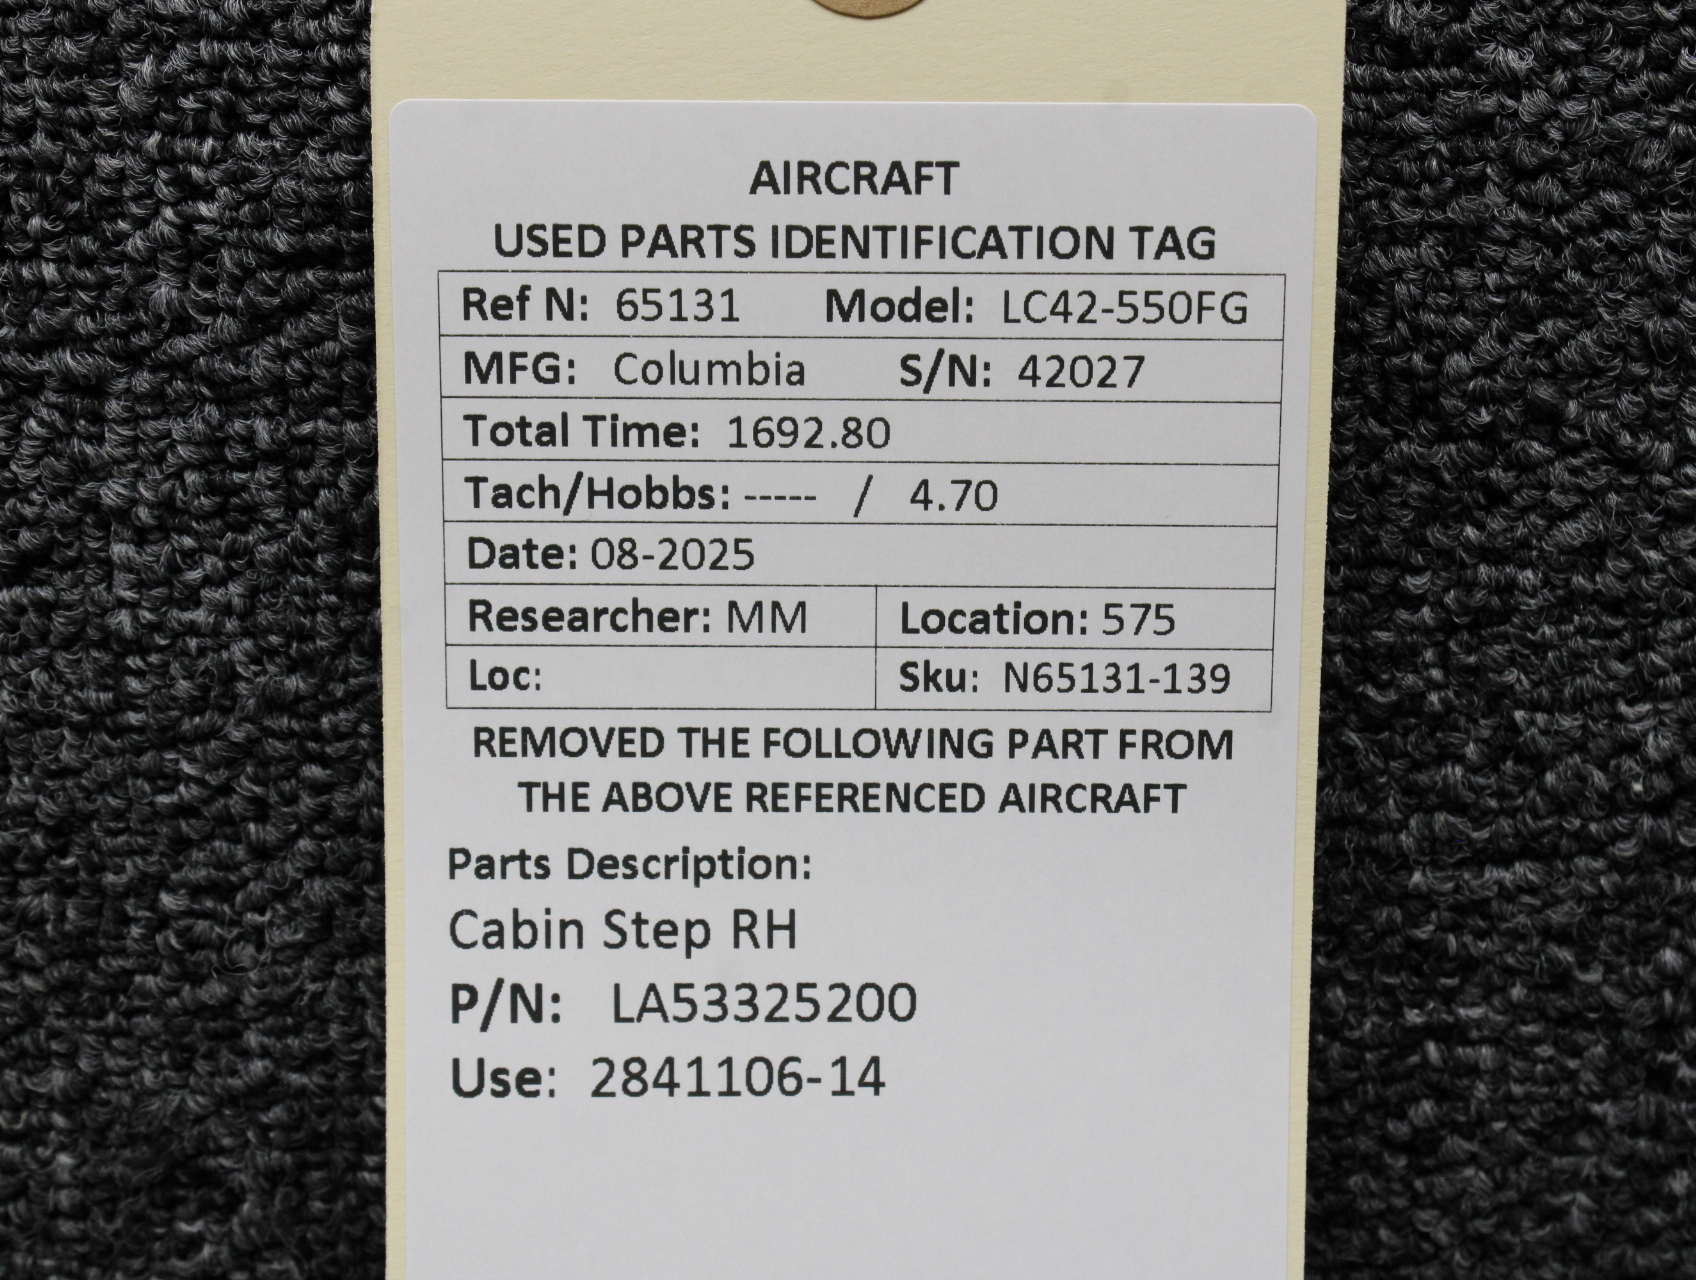 AIRCRAFT
USED PARTS IDENTIFICATION TAG
Ref N: 65131 Model: LC42-550FG
MFG: Columbia S/N: 42027
Total Time: 1692.80
Tach/Hobbs: ----- / 4.70
Date: 08-2025
Researcher: MM Location: 575
Loc: Sku: N65131-139
REMOVED THE FOLLOWING PART FROM
THE ABOVE REFERENCED AIRCRAFT
Parts Description:
Cabin Step RH
P/N: LA53325200
Use: 2841106-14